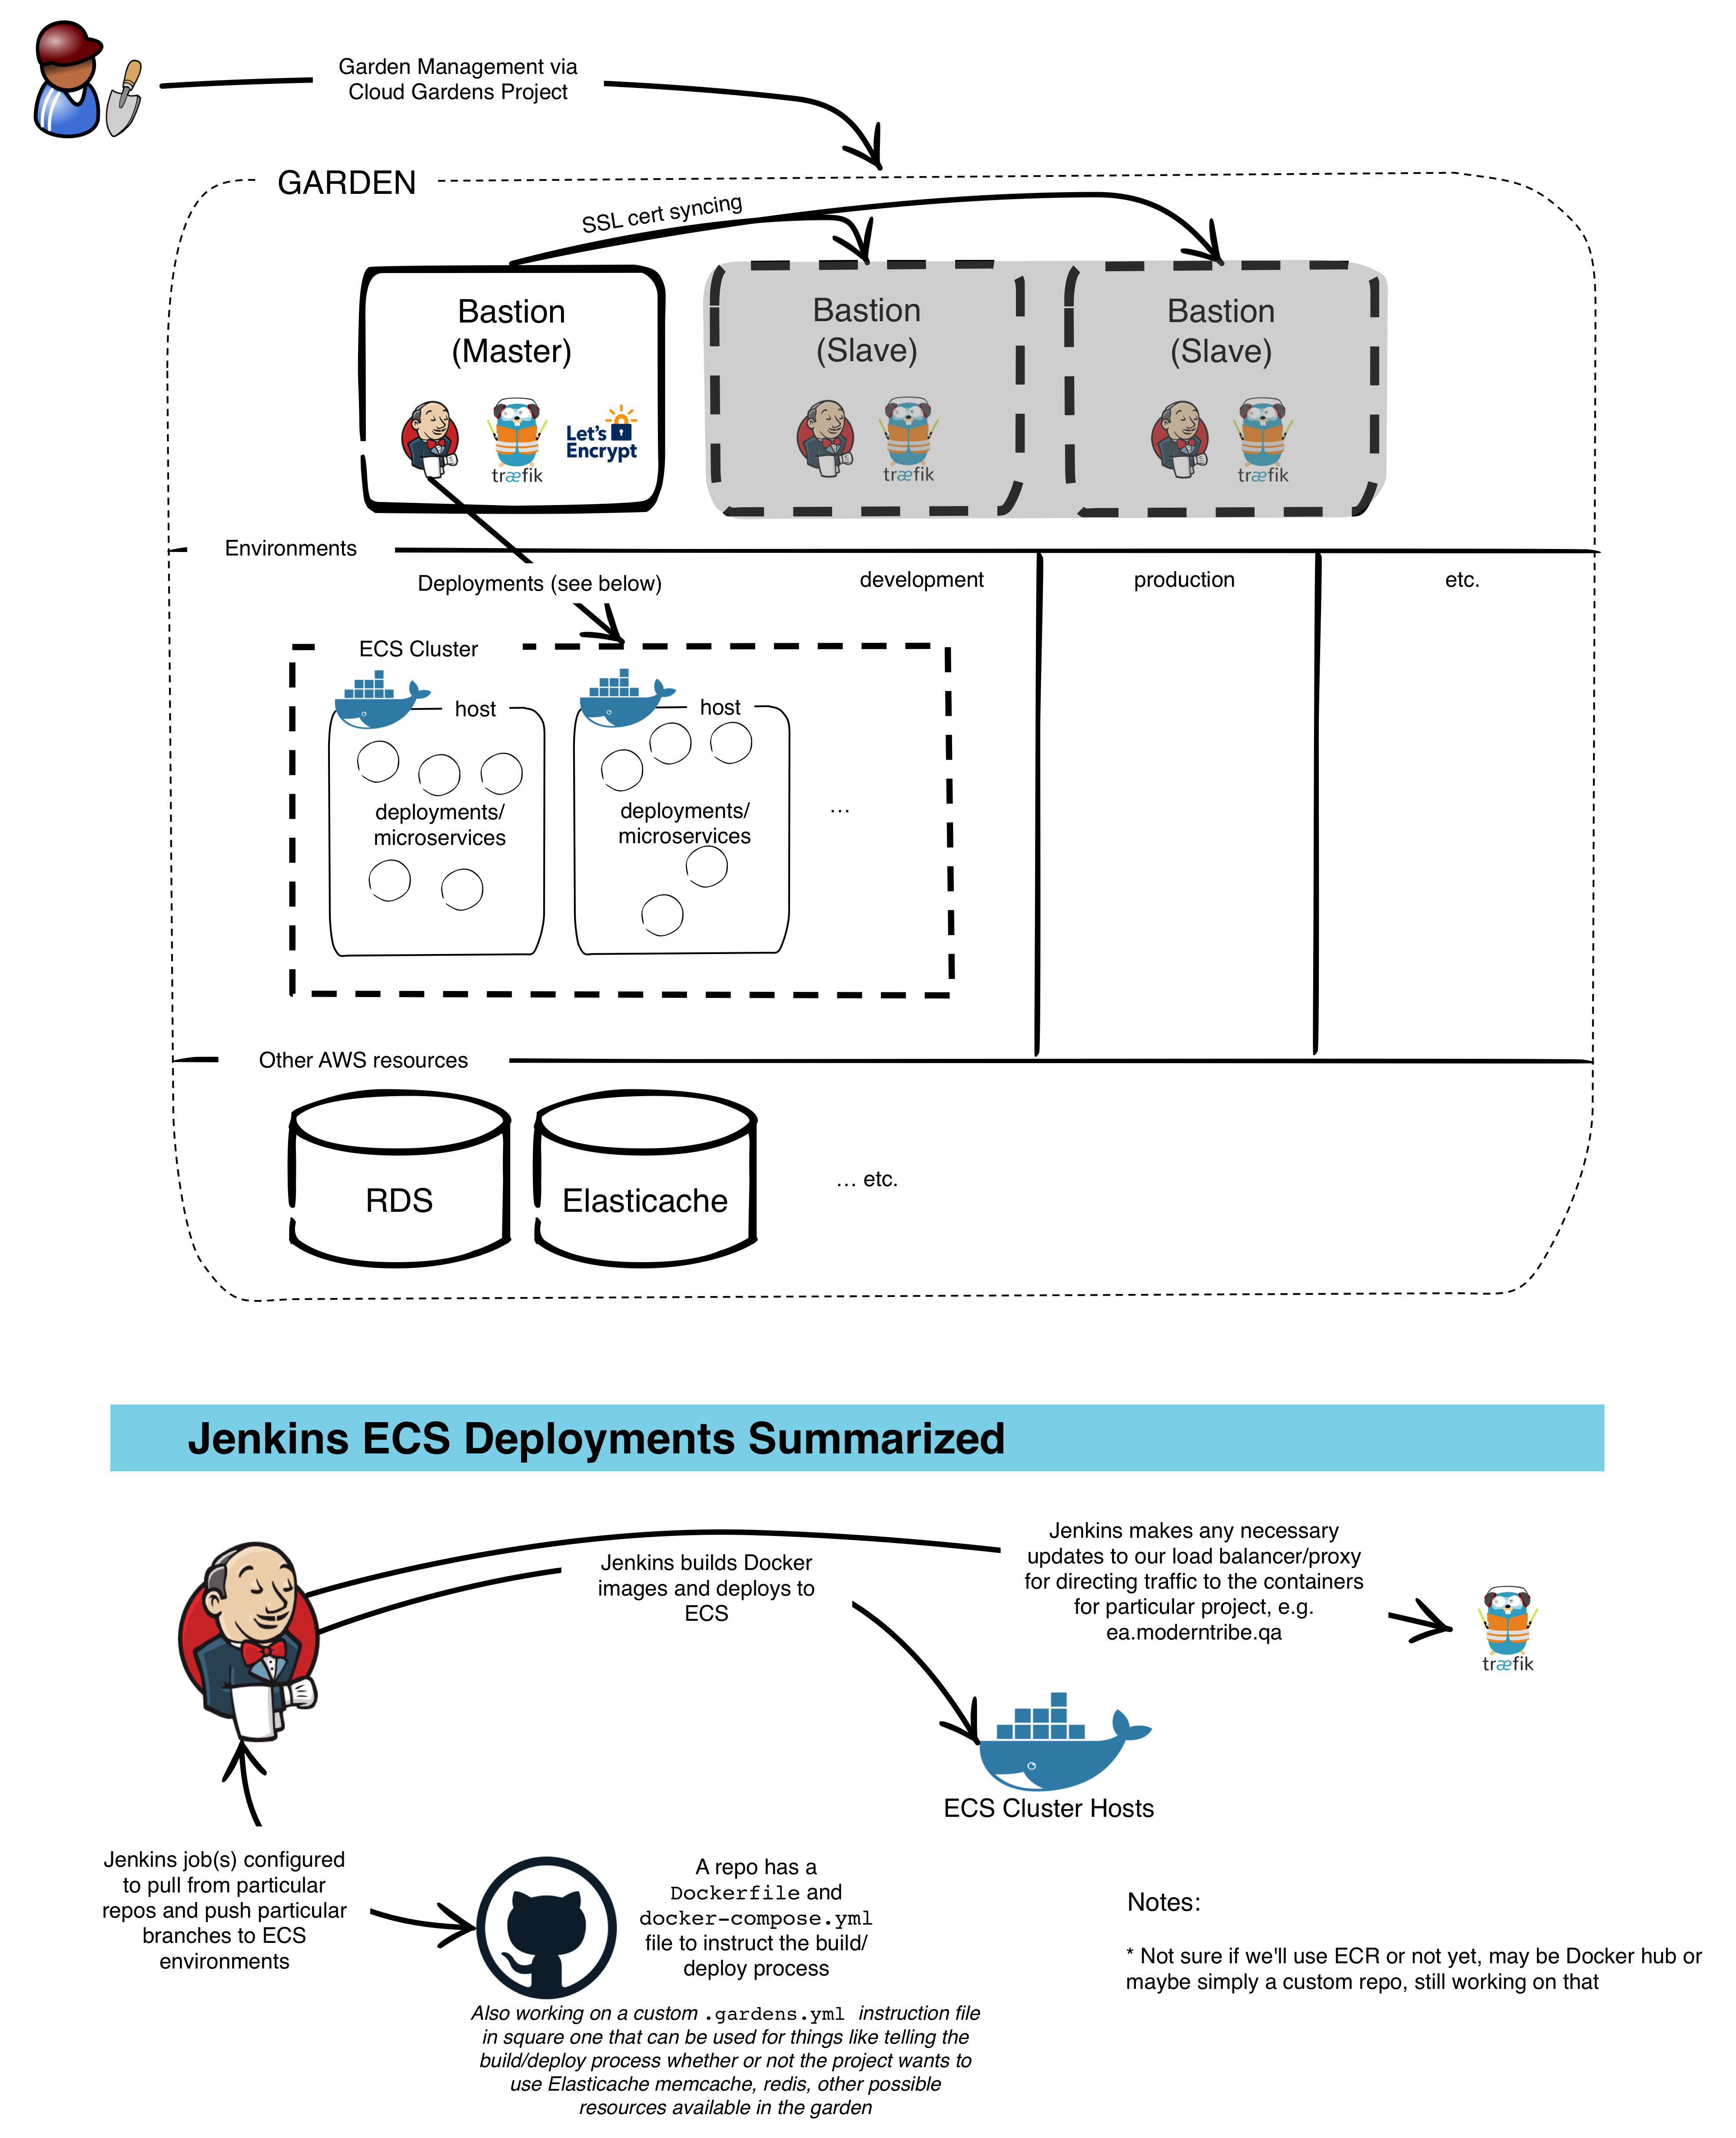 Garden Management via
Cloud Gardens Project
GARDEN
SSL cert syncing
Bastion
(Master)
Let's
Encrypt
træfik
Bastion
(Slave)
træfik
Bastion
(Slave)
træfik
Environments
Deployments (see below)
development
production
etc.
ECS Cluster
host
deployments/
microservices
host
deployments/
microservices
...
Other AWS resources
RDS
Elasticache
... etc.
Jenkins ECS Deployments Summarized
Jenkins builds Docker
images and deploys to
ECS
Jenkins makes any necessary
updates to our load balancer/proxy
for directing traffic to the containers
for particular project, e.g.
ea.moderntribe.qa
træfik
ECS Cluster Hosts
Jenkins job(s) configured
to pull from particular
repos and push particular
branches to ECS
environments
A repo has a
Dockerfile and
docker-compose.yml
file to instruct the build/
deploy process
Also working on a custom .gardens.yml instruction file
in square one that can be used for things like telling the
build/deploy process whether or not the project wants to
use Elasticache memcache, redis, other possible
resources available in the garden
Notes:
* Not sure if we'll use ECR or not yet, may be Docker hub or
maybe simply a custom repo, still working on that